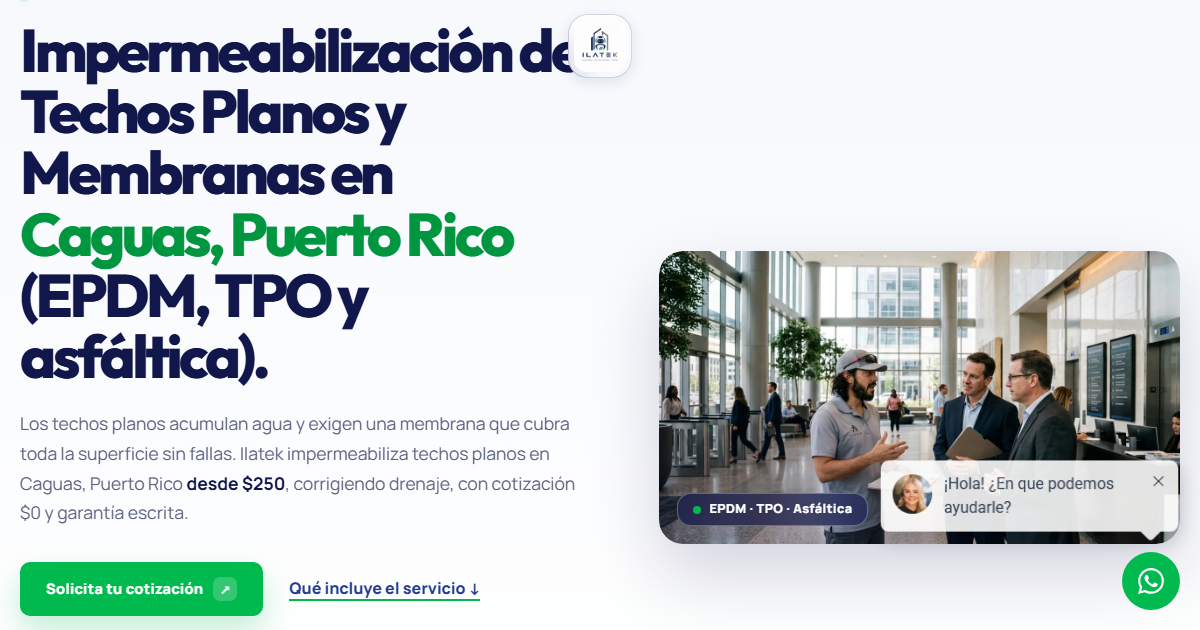 Impermeabilización de
ILATEK
Techos Planos y
Membranas en
Caguas, Puerto Rico
(EPDM, TPO y
asfáltica).
Los techos planos acumulan agua y exigen una membrana que cubra
toda la superficie sin fallas. Ilatek impermeabiliza techos planos en
Caguas, Puerto Rico desde $250, corrigiendo drenaje, con cotización
$0 y garantía escrita.
Solicita tu cotización ↗
Qué incluye el servicio ↓
EPDM · TPO · Asfáltica
¡Hola! ¿En que podemos
ayudarle?